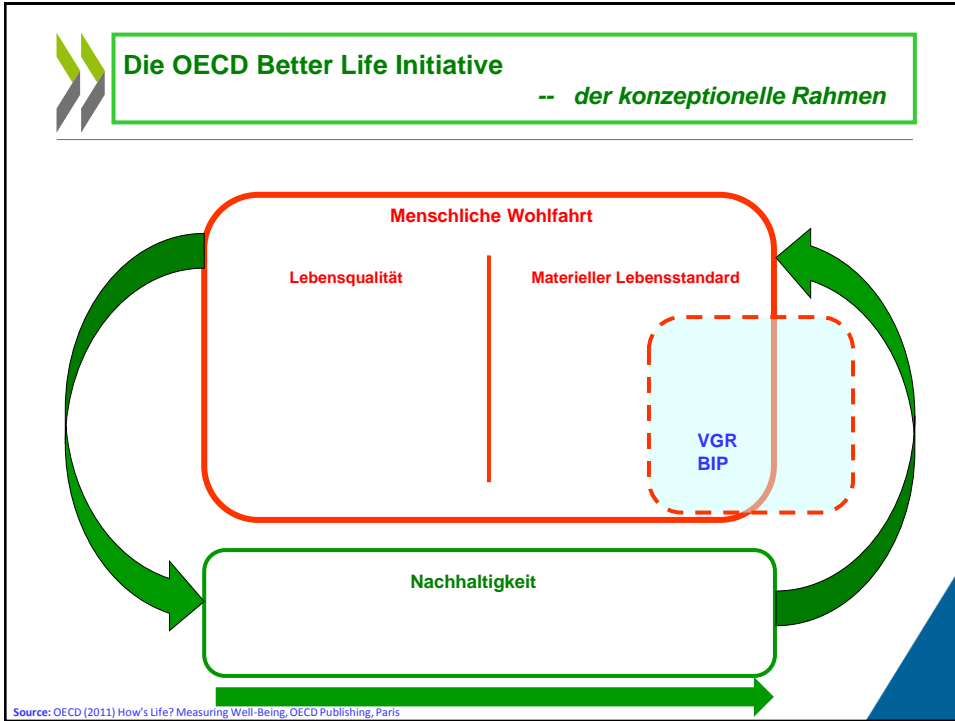 Die OECD Better Life Initiative
-- der konzeptionelle Rahmen
Menschliche Wohlfahrt
Lebensqualität
Materieller Lebensstandard
VGR
BIP
Nachhaltigkeit
Source: OECD (2011) How's Life? Measuring Well-Being, OECD Publishing, Paris